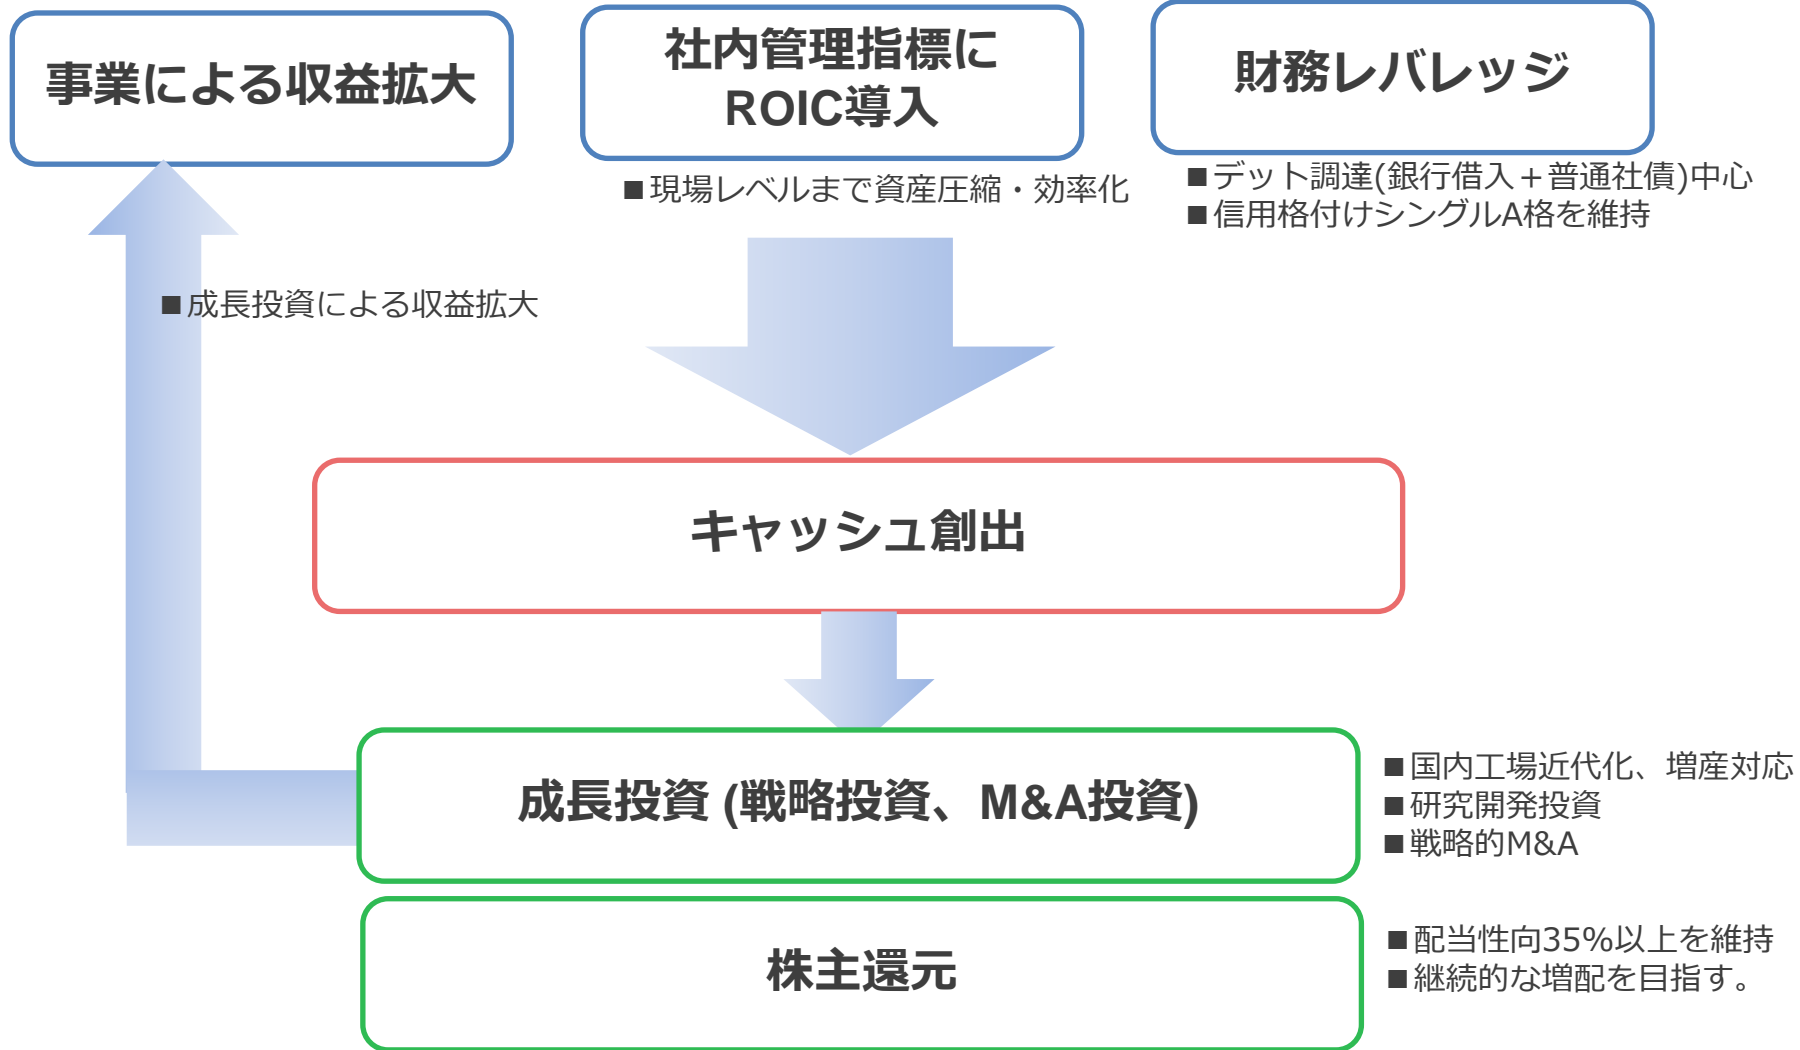 事業による収益拡大
社内管理指標に
ROIC導入
財務レバレッジ
■現場レベルまで資産圧縮・効率化
■デット調達(銀行借入＋普通社債)中心
■信用格付けシングルA格を維持
■成長投資による収益拡大
キャッシュ創出
成長投資 (戦略投資、M&A投資)
■国内工場近代化、増産対応
■研究開発投資
■戦略的M&A
株主還元
■配当性向35%以上を維持
■継続的な増配を目指す。